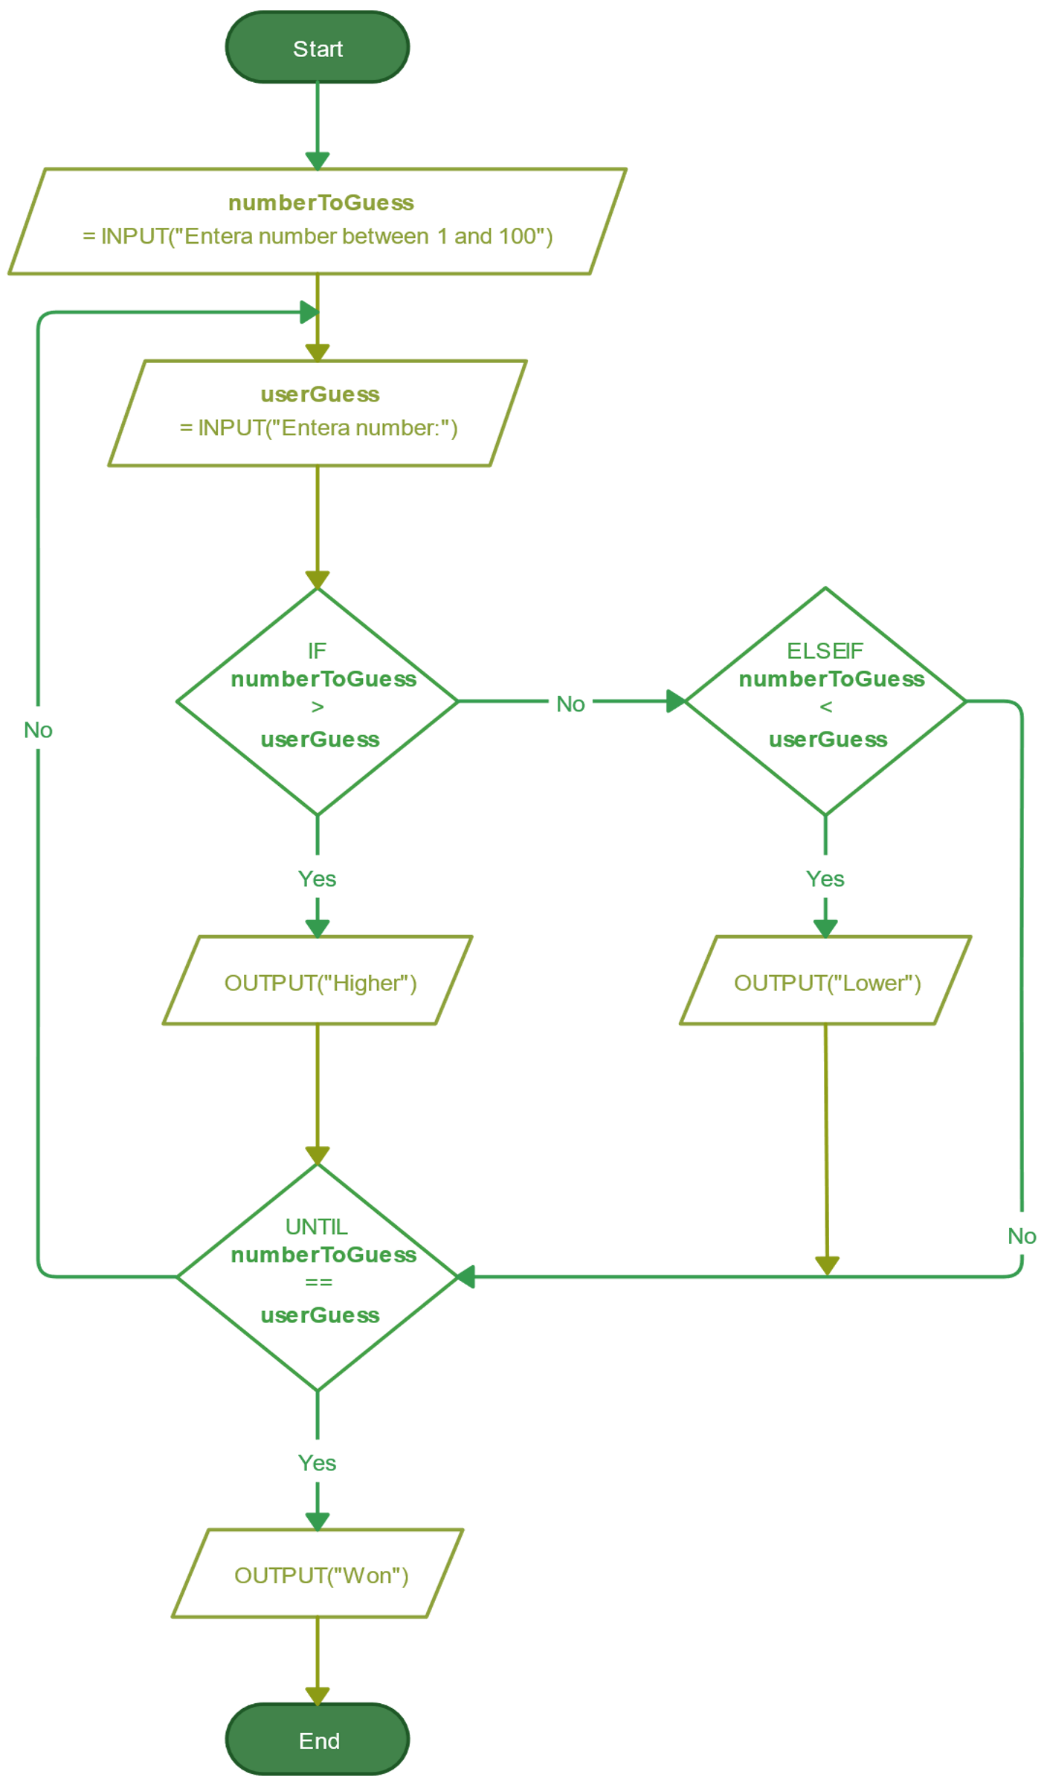 Start
numberToGuess
= INPUT("Entera number between 1 and 100")
userGuess
= INPUT("Entera number:")
IF
numberToGuess
>
userGuess
No
ELSEIF
numberToGuess
<
userGuess
No
Yes
Yes
OUTPUT("Higher")
OUTPUT("Lower")
UNTIL
numberToGuess
==
userGuess
No
Yes
OUTPUT("Won")
End